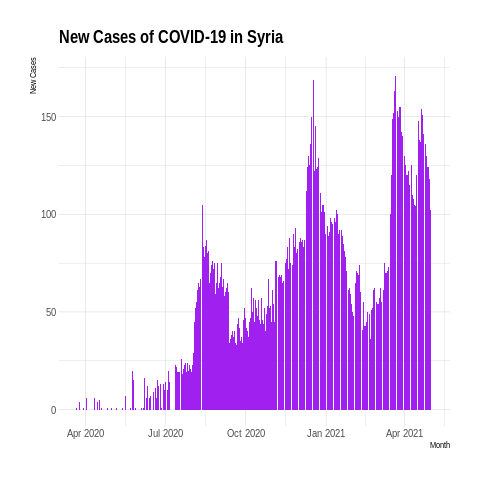 New Cases of COVID-19 in Syria
New Cases
150
100
50
0
Apr 2020 Jul 2020 Oct 2020 Jan 2021 Apr 2021
Month